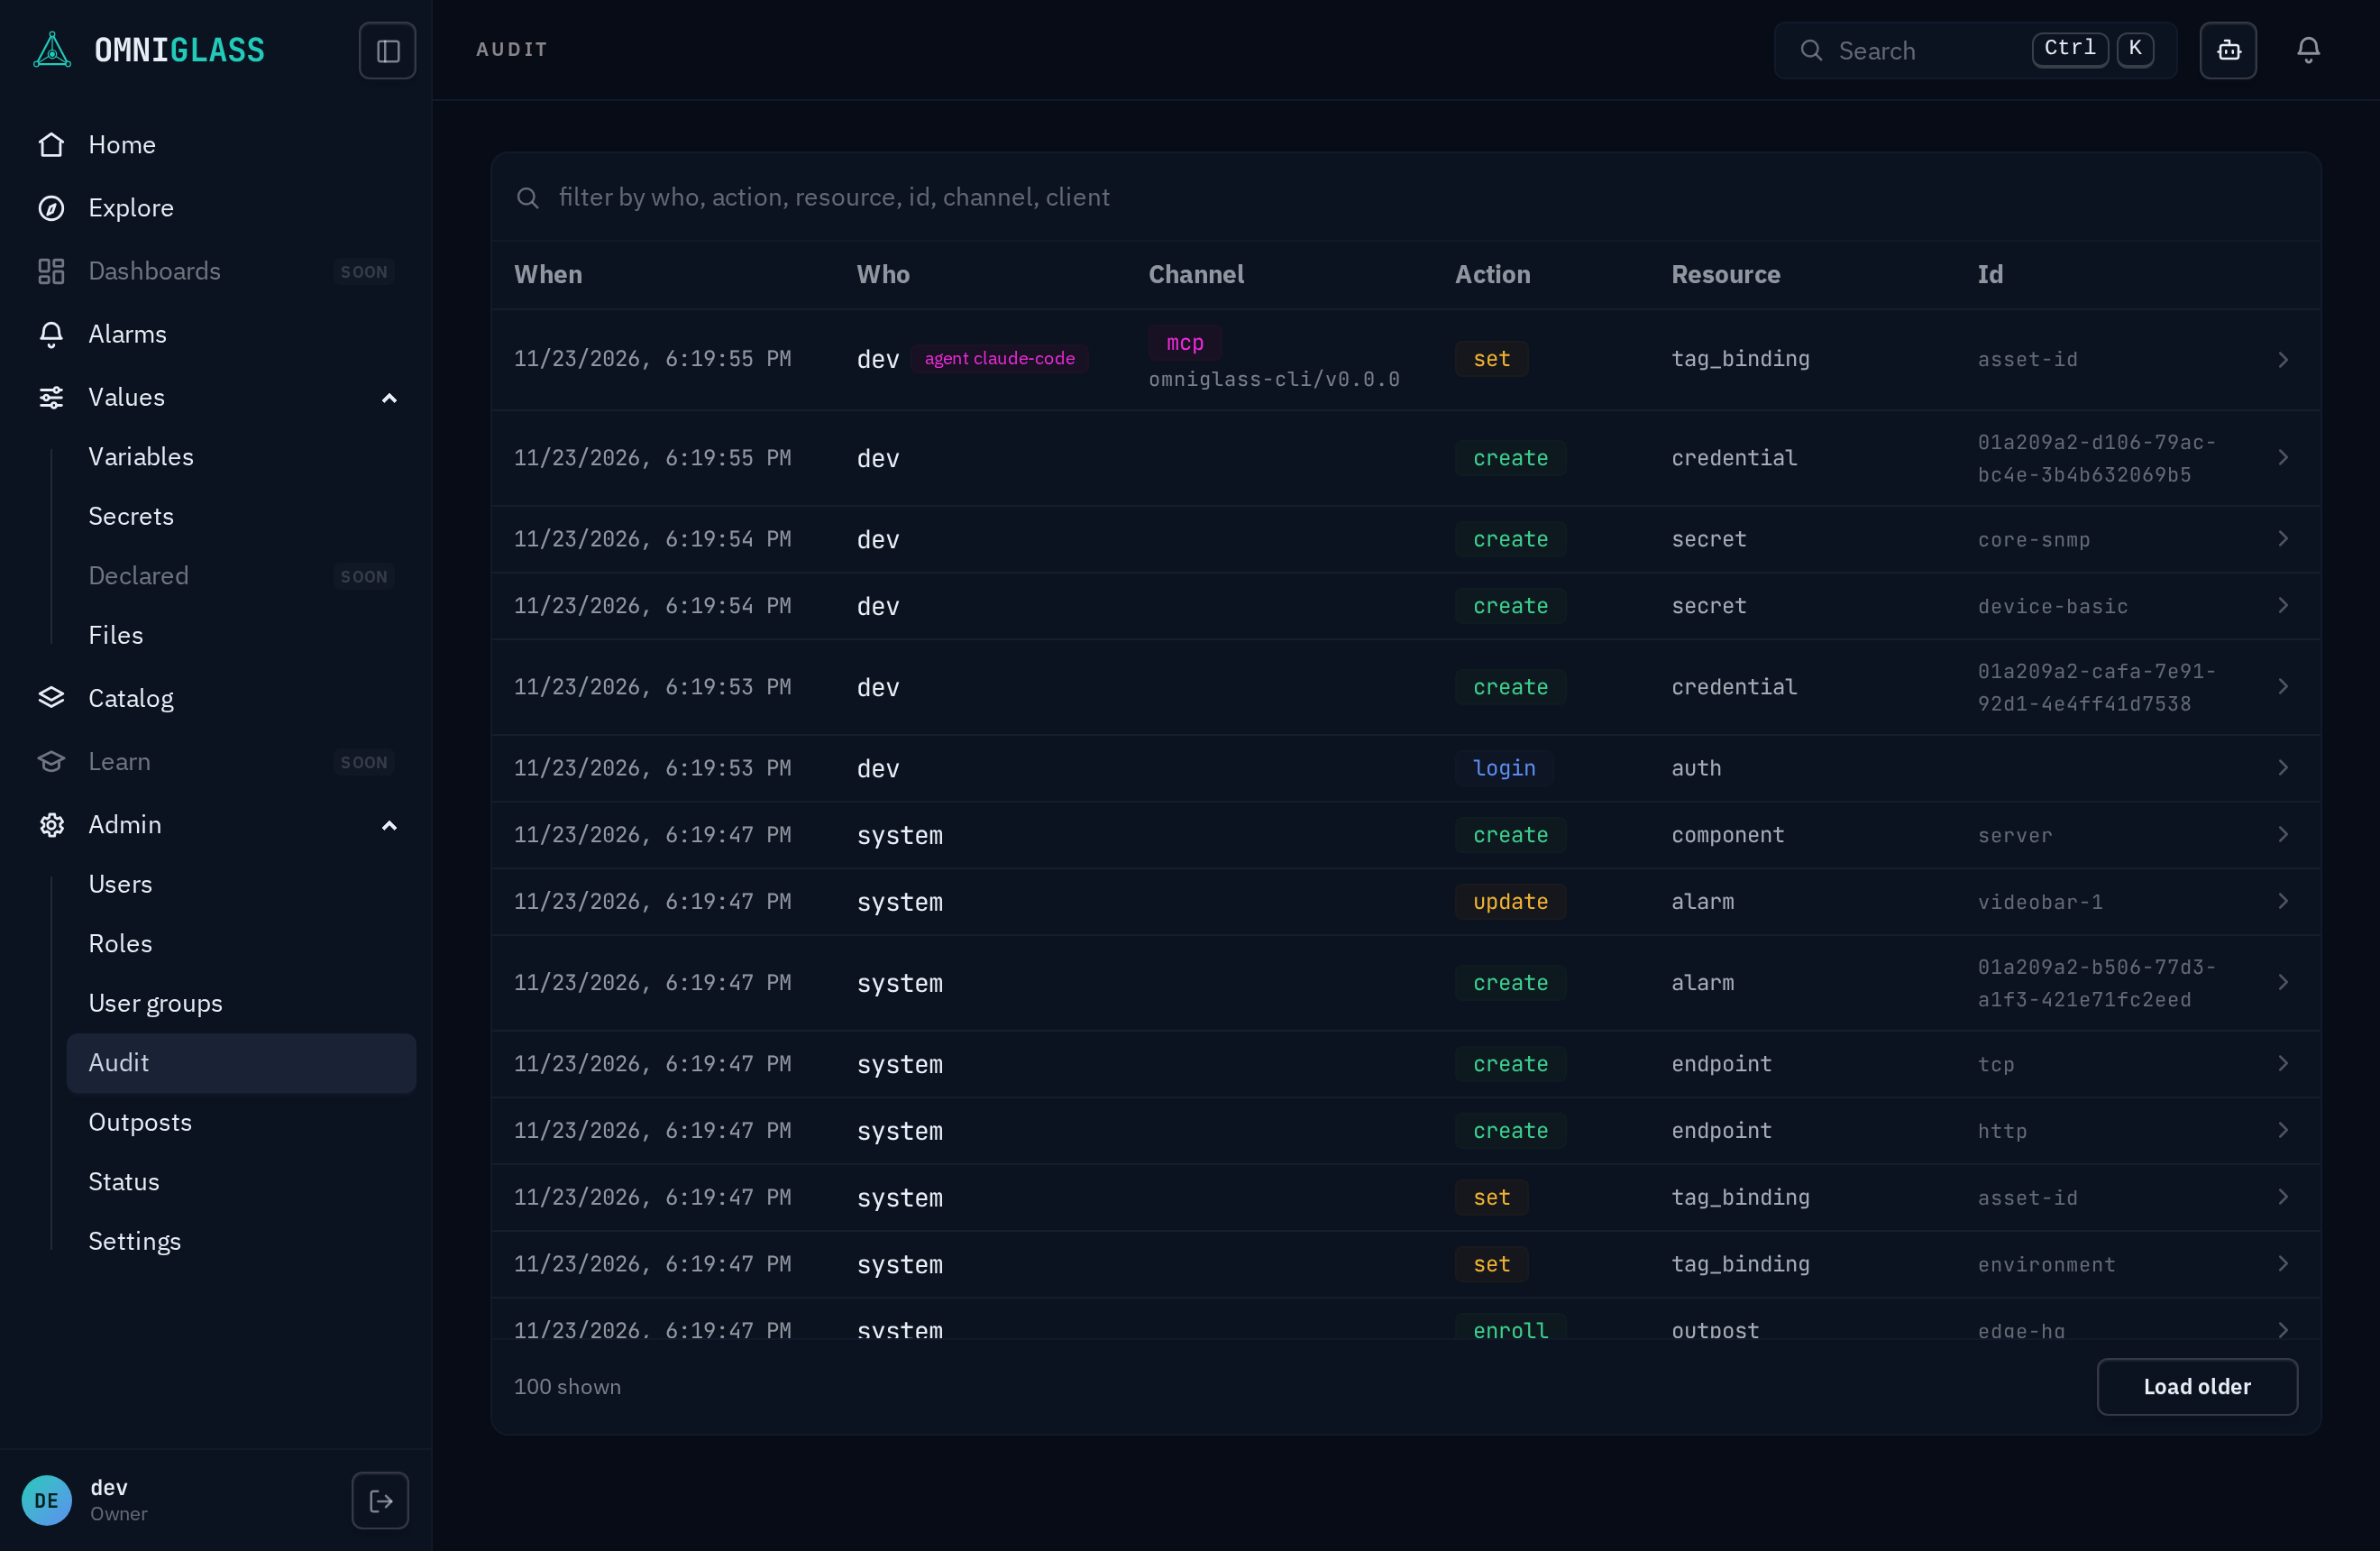 OMNIGLASS
AUDIT
Search
Ctrl K
Home
Explore
Dashboards SOON
Alarms
Values
Variables
Secrets
Declared SOON
Files
Catalog
Learn SOON
Admin
Users
Roles
User groups
Audit
Outposts
Status
Settings
DE
dev
Owner
filter by who, action, resource, id, channel, client
When Who Channel Action Resource Id
11/23/2026, 6:19:55 PM dev agent claude-code mcp set tag_binding asset-id
omniglass-cli/v0.0.0
11/23/2026, 6:19:55 PM dev create credential 01a209a2-d106-79ac-
bc4e-3b4b632069b5
11/23/2026, 6:19:54 PM dev create secret core-snmp
11/23/2026, 6:19:54 PM dev create secret device-basic
11/23/2026, 6:19:53 PM dev create credential 01a209a2-cafa-7e91-
92d1-4e4ff41d7538
11/23/2026, 6:19:53 PM dev login auth
11/23/2026, 6:19:47 PM system create component server
11/23/2026, 6:19:47 PM system update alarm videobar-1
11/23/2026, 6:19:47 PM system create alarm 01a209a2-b506-77d3-
a1f3-421e71fc2eed
11/23/2026, 6:19:47 PM system create endpoint tcp
11/23/2026, 6:19:47 PM system create endpoint http
11/23/2026, 6:19:47 PM system set tag_binding asset-id
11/23/2026, 6:19:47 PM system set tag_binding environment
11/23/2026, 6:19:47 PM system enroll outpost edge-hq
100 shown
Load older